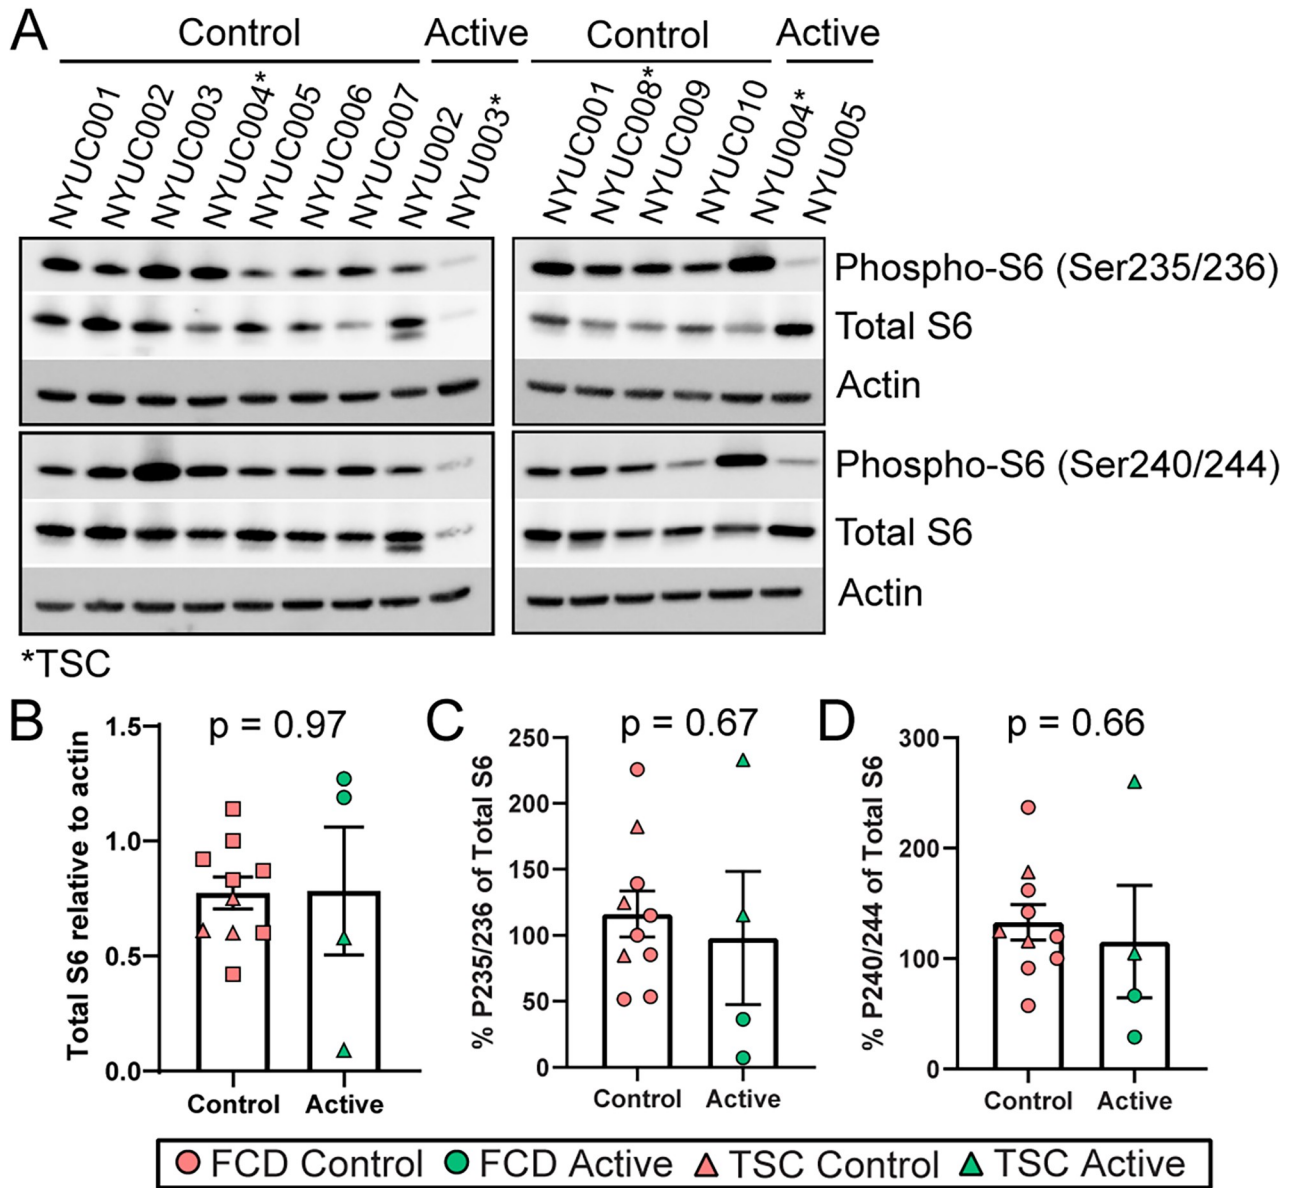 A
Control Active Control Active
NYUC001 NYUC002 NYUC003 NYUC004* NYUC005 NYUC006 NYUC007 NYU002 NYU003* NYUC001 NYUC008* NYUC009 NYUC010 NYU004* NYU005
Phospho-S6 (Ser235/236)
Total S6
Actin
Phospho-S6 (Ser240/244)
Total S6
Actin
*TSC
B
p = 0.97
Total S6 relative to actin
1.5
1.0
0.5
0.0
Control Active
C
p = 0.67
% P235/236 of Total S6
250
200
150
100
50
0
Control Active
D
p = 0.66
% P240/244 of Total S6
300
200
100
0
Control Active
FCD Control FCD Active TSC Control TSC Active